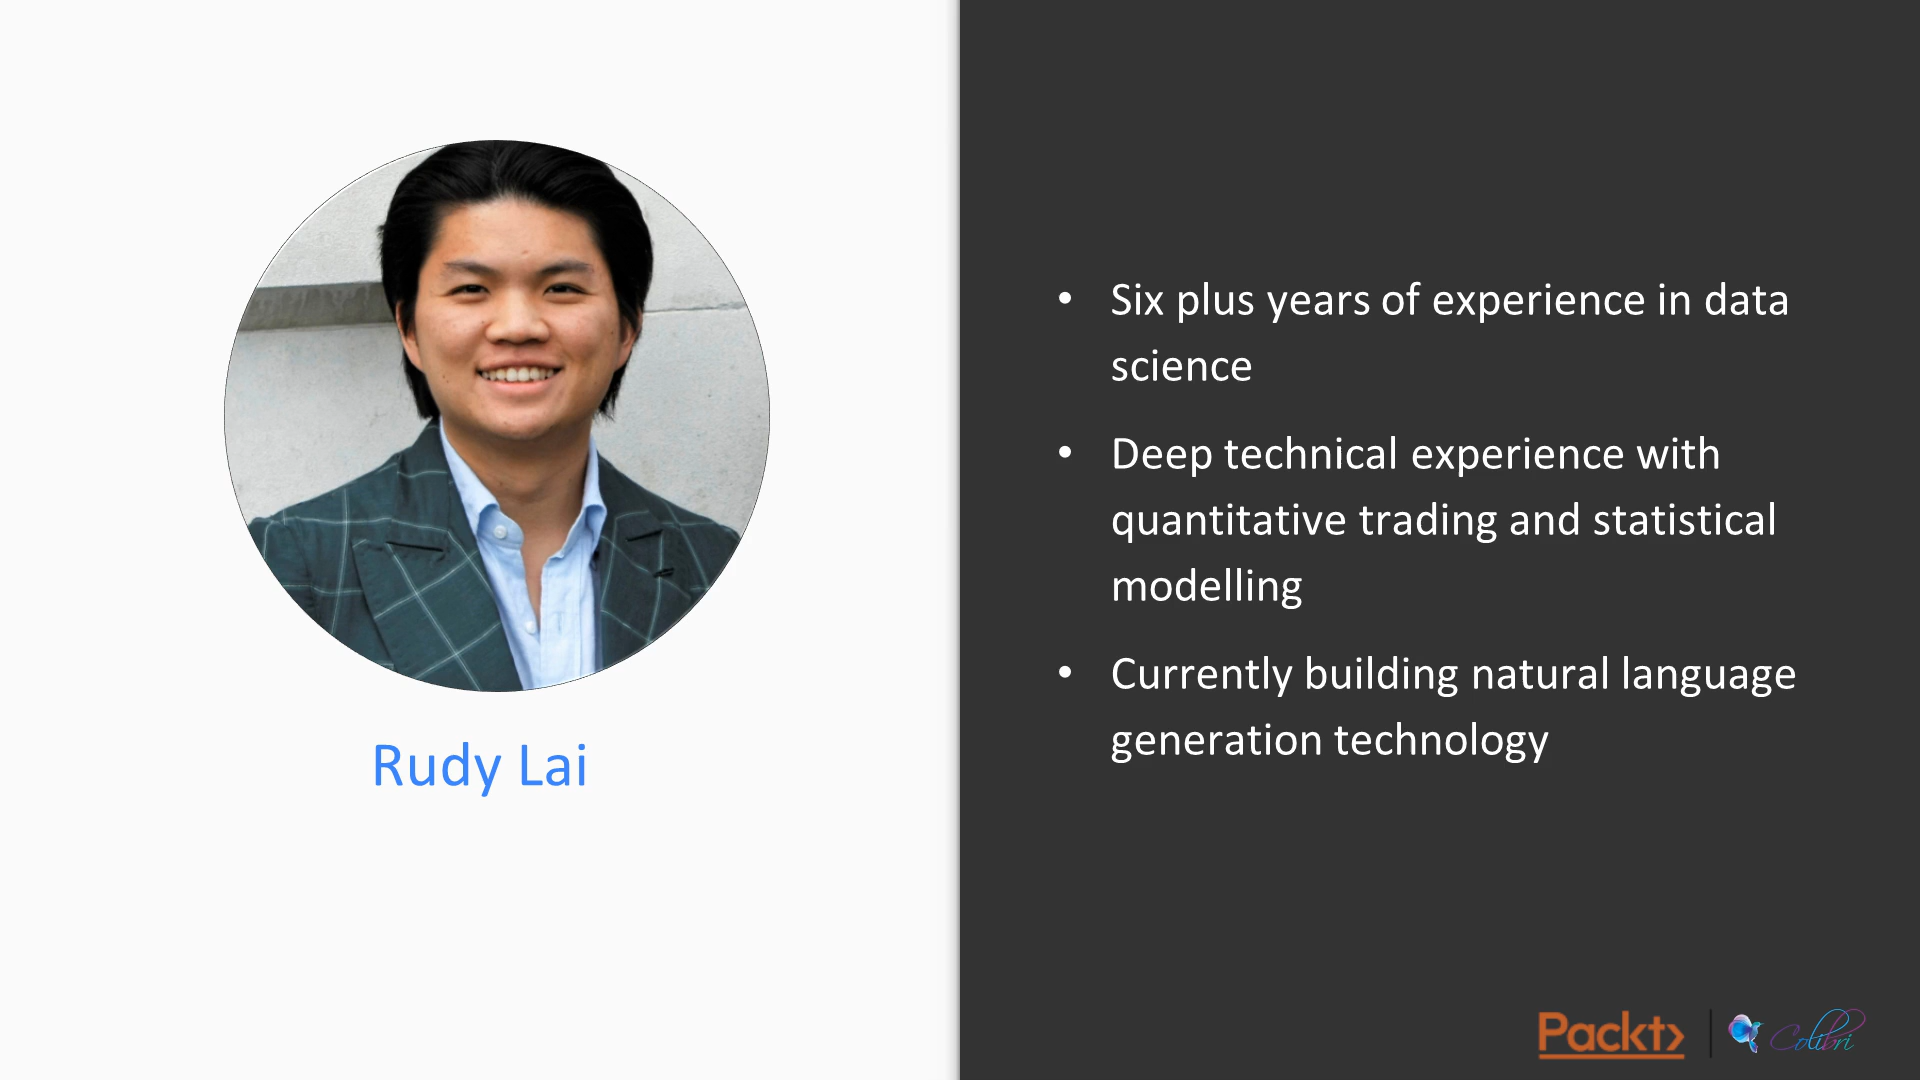 Rudy Lai
• Six plus years of experience in data
science
• Deep technical experience with
quantitative trading and statistical
modelling
• Currently building natural language
generation technology
Packt>
Colibri